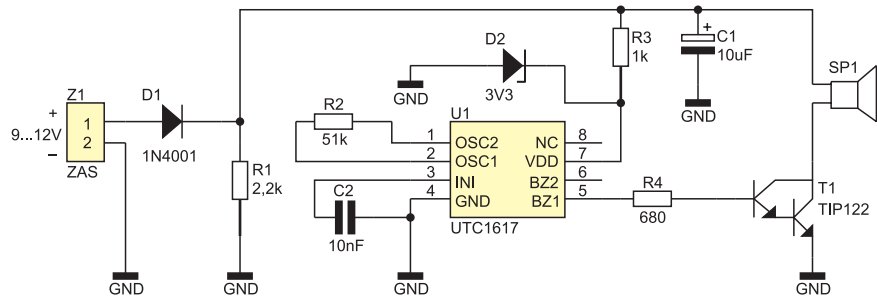 Z1
+
9...12V
−
1
2
ZAS
D1
1N4001
GND
R1
2,2k
GND
R2
51k
C2
10nF
D2
3V3
GND
GND
U1
1
2
3
4
OSC2
OSC1
INI
GND
NC
VDD
BZ2
BZ1
8
7
6
5
UTC1617
R3
1k
+
C1
10uF
GND
R4
680
SP1
T1
TIP122
GND